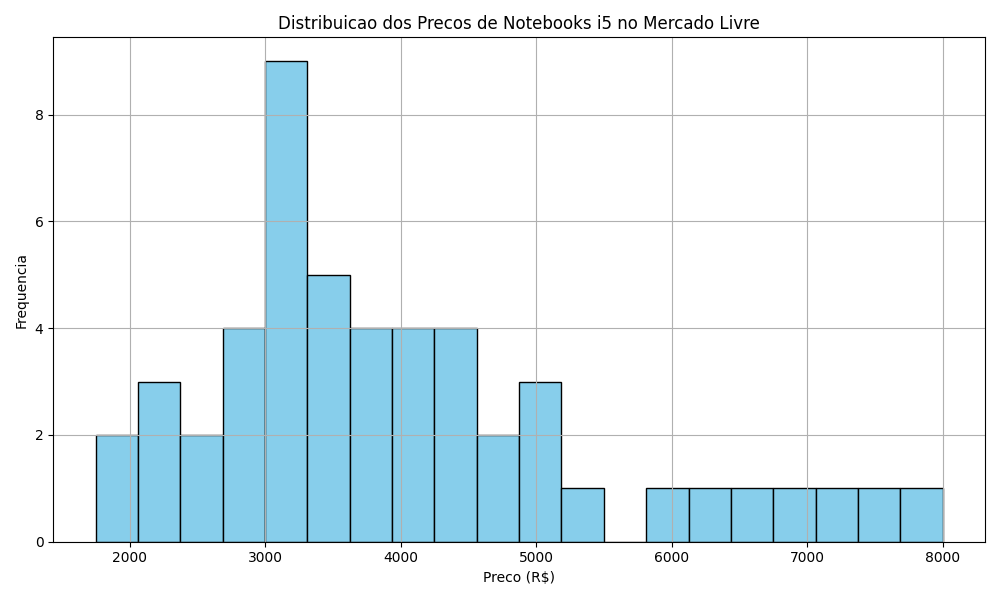 Distribuicao dos Precos de Notebooks i5 no Mercado Livre
Frequencia
8
6
4
2
0
2000 3000 4000 5000 6000 7000 8000
Preco (R$)